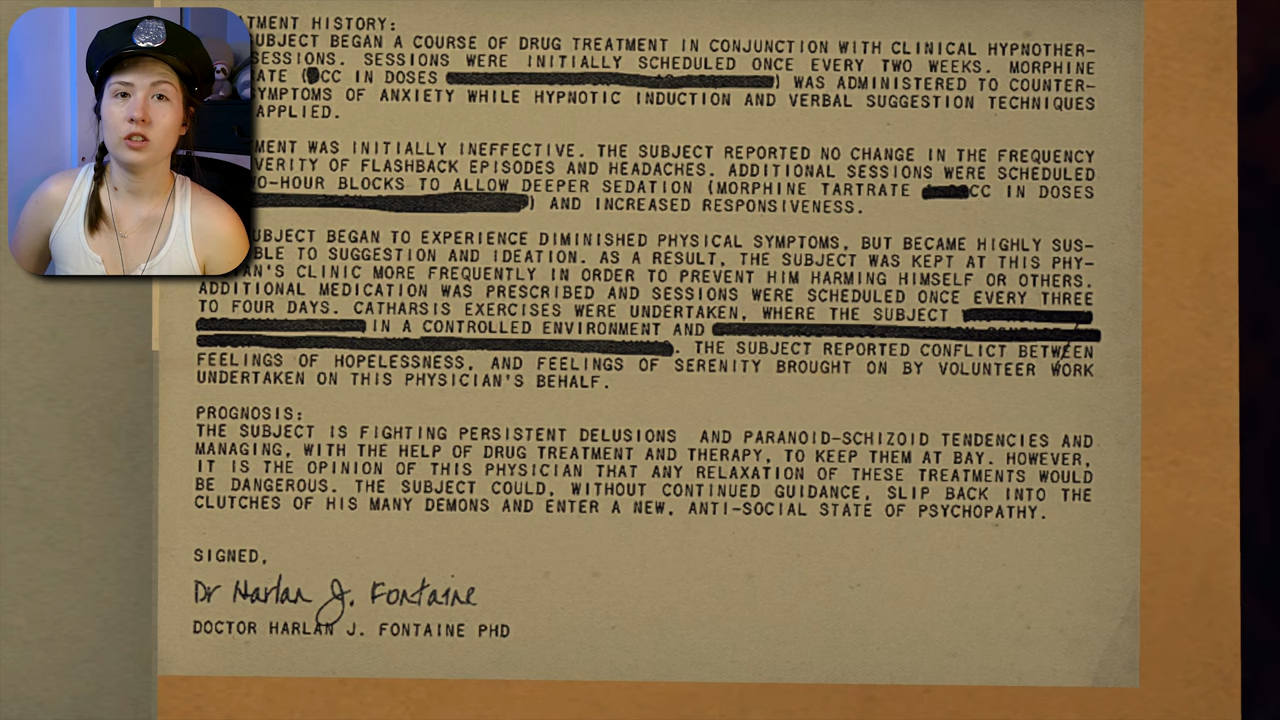 TMENT HISTORY:
UBJECT BEGAN A COURSE OF DRUG TREATMENT IN CONJUNCTION WITH CLINICAL HYPNOTHER-
SESSIONS. SESSIONS WERE INITIALLY SCHEDULED ONCE EVERY TWO WEEKS. MORPHINE
ATE ( CC IN DOSES ) WAS ADMINISTERED TO COUNTER-
YMPTOMS OF ANXIETY WHILE HYPNOTIC INDUCTION AND VERBAL SUGGESTION TECHNIQUES
APPLIED.
MENT WAS INITIALLY INEFFECTIVE. THE SUBJECT REPORTED NO CHANGE IN THE FREQUENCY
VERITY OF FLASHBACK EPISODES AND HEADACHES. ADDITIONAL SESSIONS WERE SCHEDULED
WO-HOUR BLOCKS TO ALLOW DEEPER SEDATION (MORPHINE TARTRATE CC IN DOSES
) AND INCREASED RESPONSIVENESS.
UBJECT BEGAN TO EXPERIENCE DIMINISHED PHYSICAL SYMPTOMS, BUT BECAME HIGHLY SUS-
BLE TO SUGGESTION AND IDEATION. AS A RESULT, THE SUBJECT WAS KEPT AT THIS PHY-
AN'S CLINIC MORE FREQUENTLY IN ORDER TO PREVENT HIM HARMING HIMSELF OR OTHERS.
ADDITIONAL MEDICATION WAS PRESCRIBED AND SESSIONS WERE SCHEDULED ONCE EVERY THREE
TO FOUR DAYS. CATHARSIS EXERCISES WERE UNDERTAKEN, WHERE THE SUBJECT
IN A CONTROLLED ENVIRONMENT AND
. THE SUBJECT REPORTED CONFLICT BETWEEN
FEELINGS OF HOPELESSNESS, AND FEELINGS OF SERENITY BROUGHT ON BY VOLUNTEER WORK
UNDERTAKEN ON THIS PHYSICIAN'S BEHALF.
PROGNOSIS:
THE SUBJECT IS FIGHTING PERSISTENT DELUSIONS AND PARANOID-SCHIZOID TENDENCIES AND
MANAGING, WITH THE HELP OF DRUG TREATMENT AND THERAPY, TO KEEP THEM AT BAY. HOWEVER,
IT IS THE OPINION OF THIS PHYSICIAN THAT ANY RELAXATION OF THESE TREATMENTS WOULD
BE DANGEROUS. THE SUBJECT COULD, WITHOUT CONTINUED GUIDANCE, SLIP BACK INTO THE
CLUTCHES OF HIS MANY DEMONS AND ENTER A NEW, ANTI-SOCIAL STATE OF PSYCHOPATHY.
SIGNED,
Dr Harlan J. Fontaine
DOCTOR HARLAN J. FONTAINE PHD